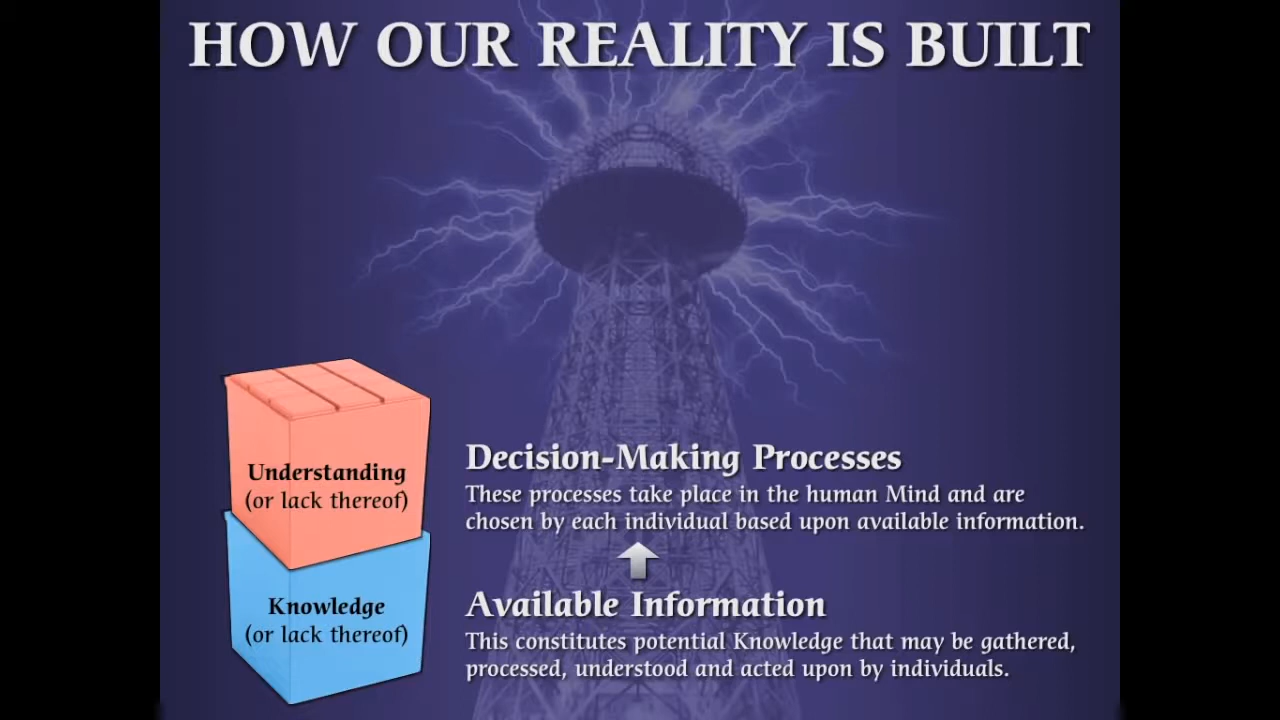 HOW OUR REALITY IS BUILT
Understanding
(or lack thereof)
Decision-Making Processes
These processes take place in the human Mind and are
chosen by each individual based upon available information.
Knowledge
(or lack thereof)
Available Information
This constitutes potential Knowledge that may be gathered,
processed, understood and acted upon by individuals.